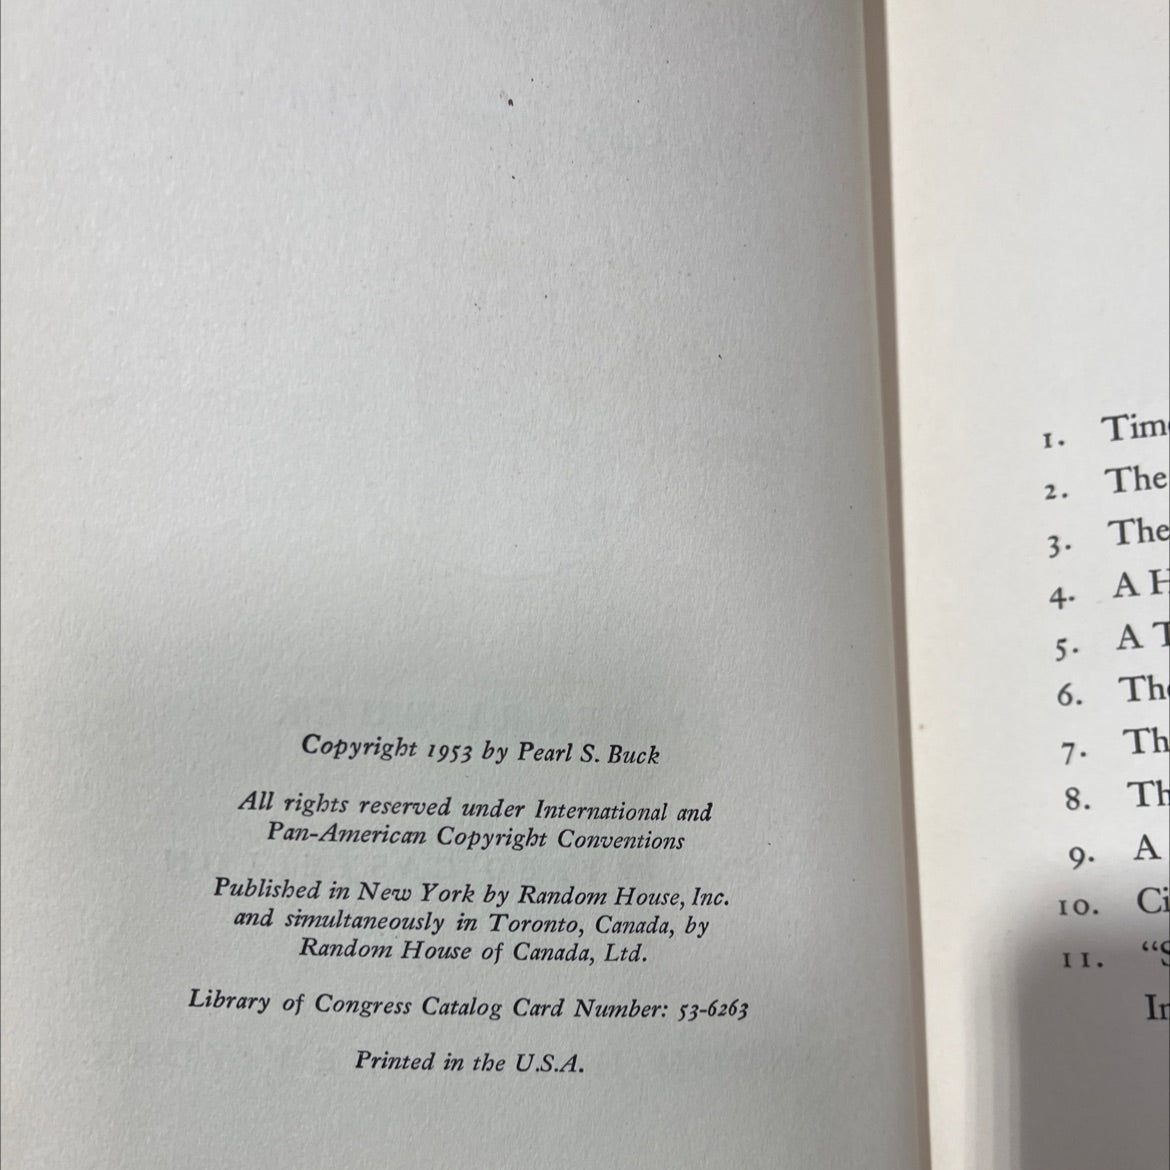 Copyright 1953 by Pearl S. Buck
All rights reserved under International and
Pan-American Copyright Conventions
Published in New York by Random House, Inc.
and simultaneously in Toronto, Canada, by
Random House of Canada, Ltd.
Library of Congress Catalog Card Number: 53-6263
Printed in the U.S.A.
1.
2. The
3. The
4. A
5. A
6.
7.
8.
9. A
10.
11.